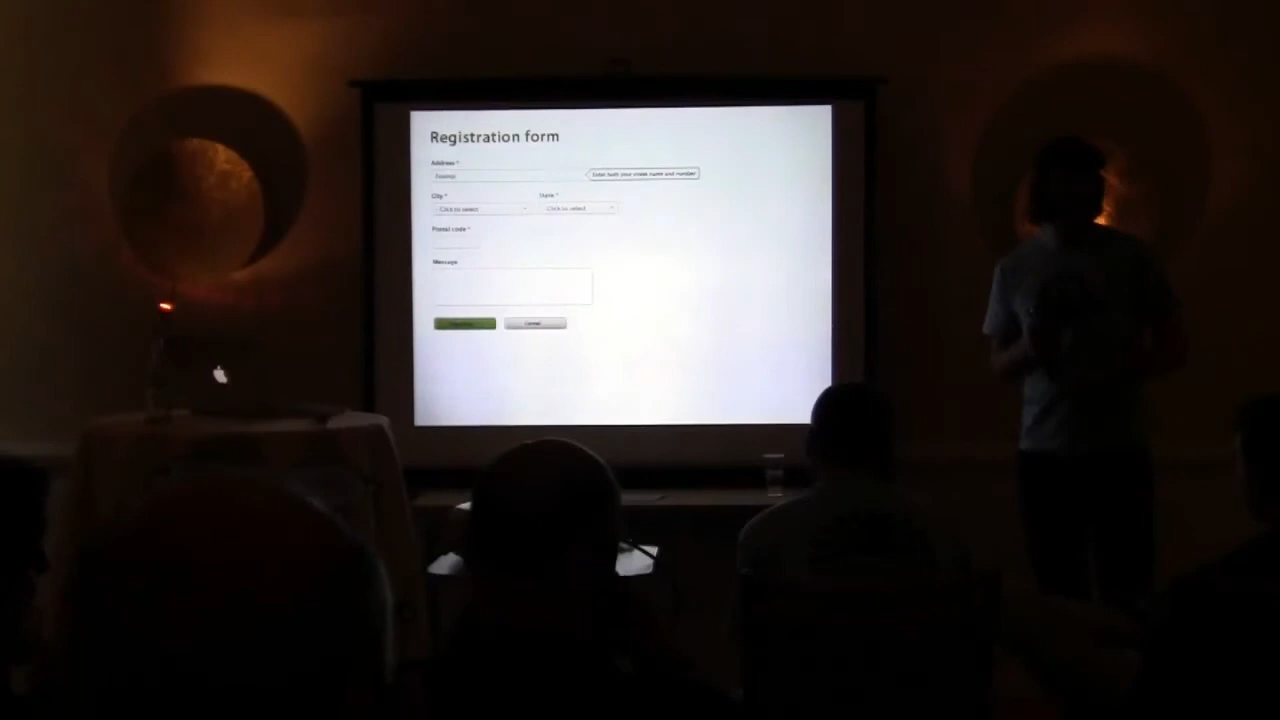 Registration form
Address *
Enter both your street name and number
City *
State *
Click to select
Click to select
Postal code *
Message
Cancel